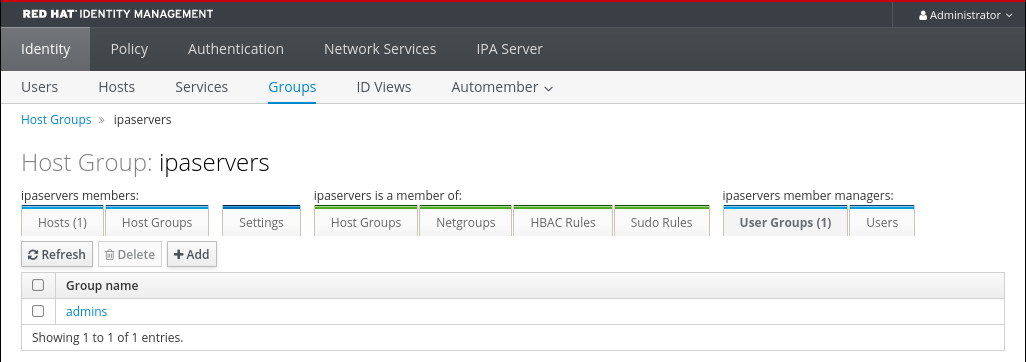 RED HAT® IDENTITY MANAGEMENT Administrator
Identity Policy Authentication Network Services IPA Server
Users Hosts Services Groups ID Views Automember
Host Groups » ipaservers
Host Group: ipaservers
ipaservers members: ipaservers is a member of: ipaservers member managers:
Hosts (1) Host Groups Settings Host Groups Netgroups HBAC Rules Sudo Rules User Groups (1) Users
Refresh Delete Add
Group name
admins
Showing 1 to 1 of 1 entries.